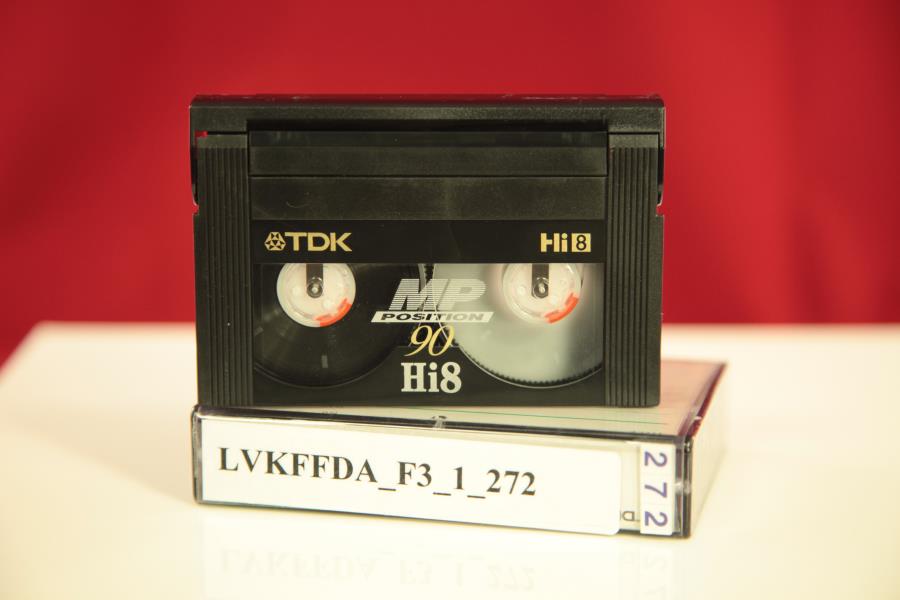 TDK Hi8
MP
POSITION
90
Hi8
LVKFFDA_F3_1_272
272